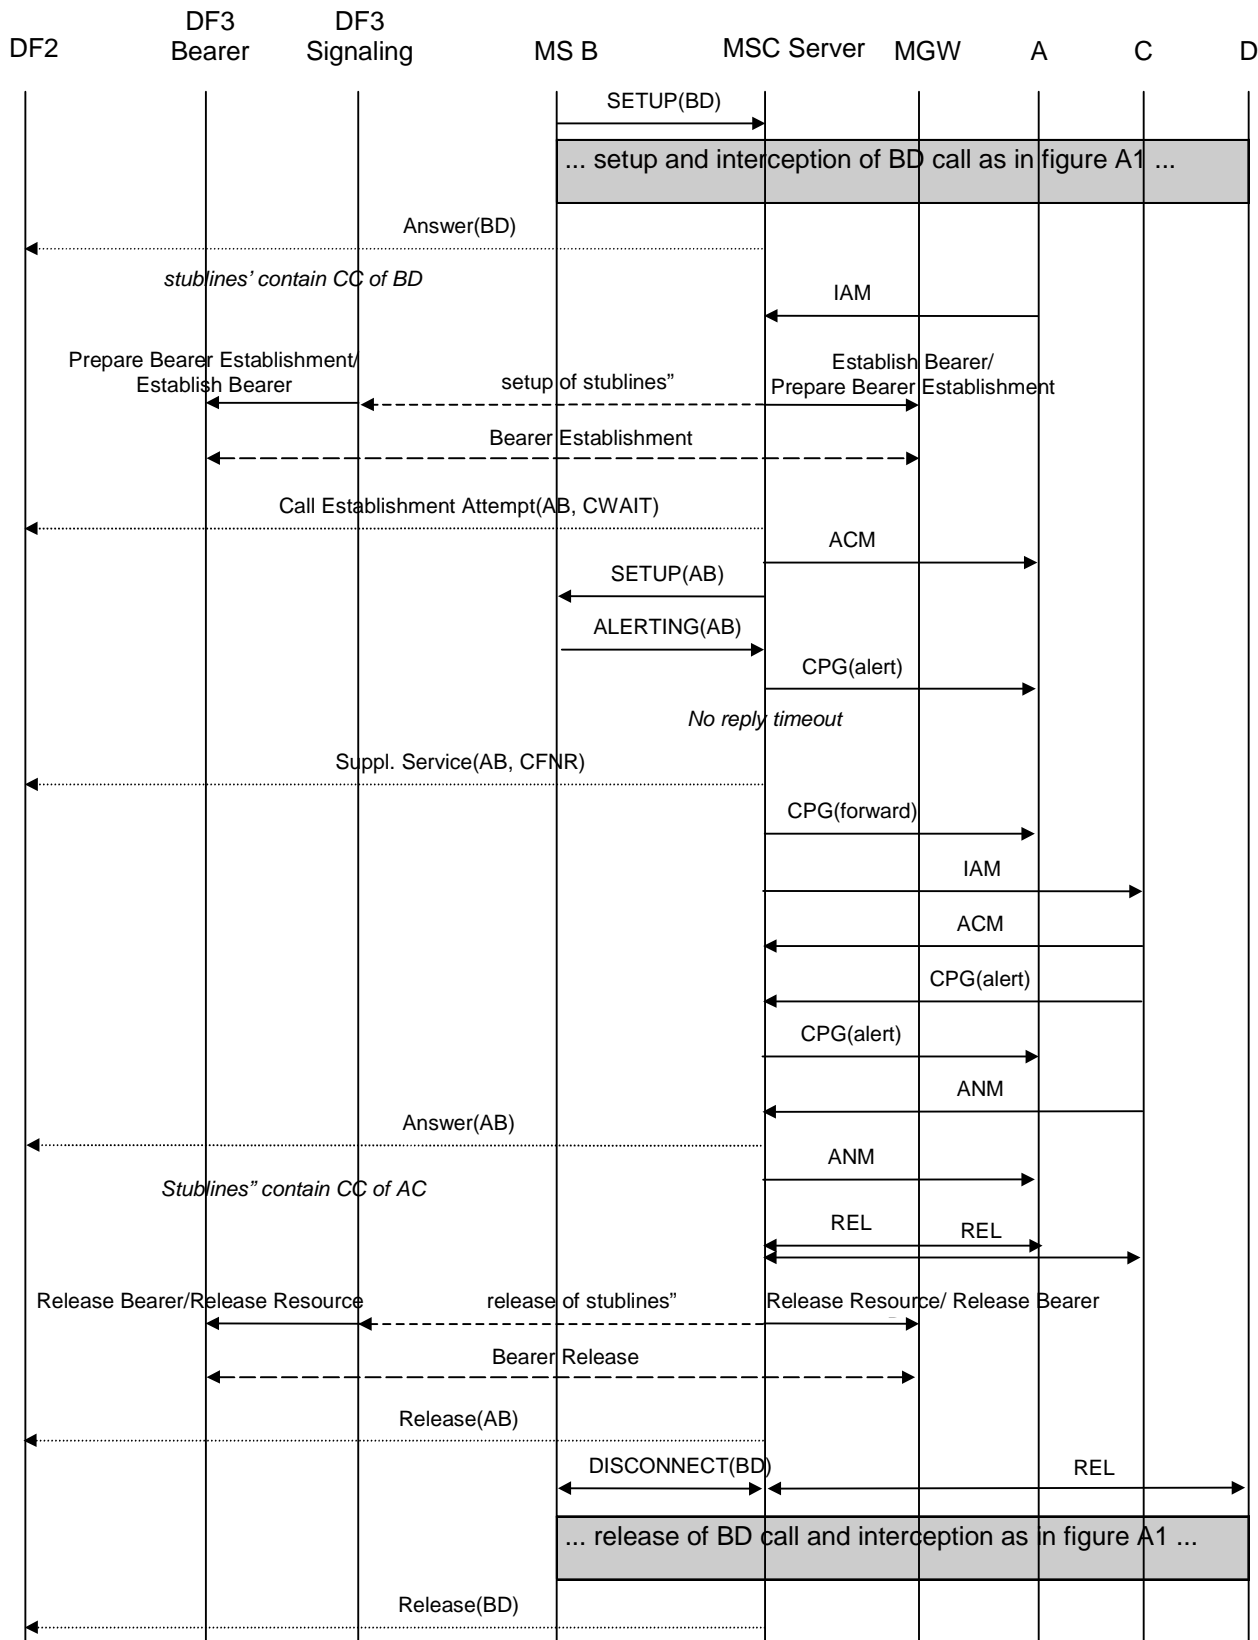 DF2
DF3
Bearer
DF3
Signaling
MS B
MSC Server
MGW
A
C
D
SETUP(BD)
... setup and interception of BD call as in figure A1 ...
Answer(BD)
stublines’ contain CC of BD
IAM
Prepare Bearer Establishment/
Establish Bearer
setup of stublines”
Establish Bearer/
Prepare Bearer Establishment
Bearer Establishment
Call Establishment Attempt(AB, CWAIT)
ACM
SETUP(AB)
ALERTING(AB)
CPG(alert)
No reply timeout
Suppl. Service(AB, CFNR)
CPG(forward)
IAM
ACM
CPG(alert)
CPG(alert)
ANM
Answer(AB)
ANM
Stublines” contain CC of AC
REL
REL
Release Bearer/Release Resource
release of stublines”
Release Resource/ Release Bearer
Bearer Release
Release(AB)
DISCONNECT(BD)
REL
... release of BD call and interception as in figure A1 ...
Release(BD)